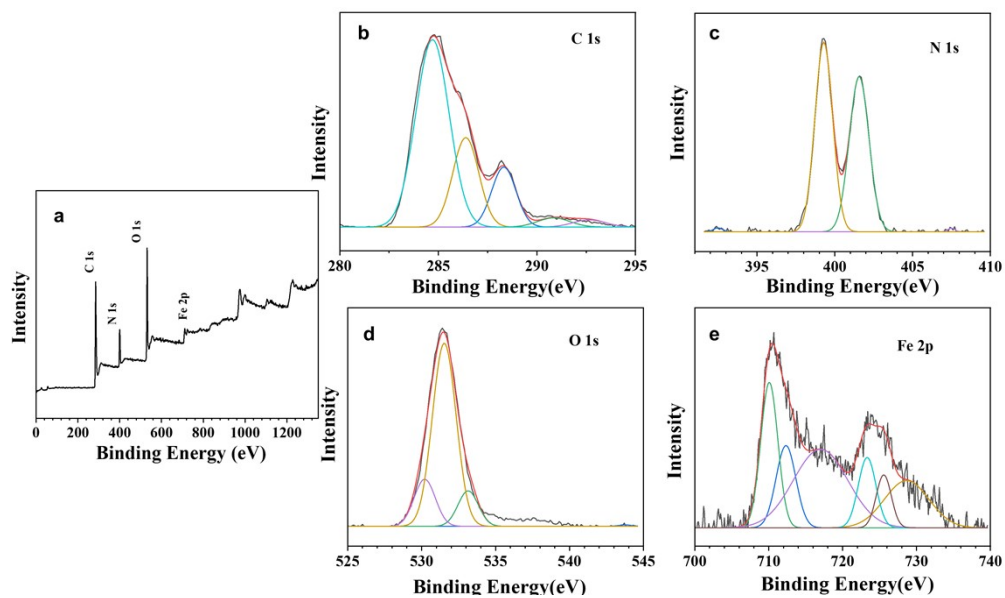 a
Intensity
C 1s
N 1s
O 1s
Fe 2p
0 400 600 800 1000 1200
Binding Energy (eV)
b
C 1s
Intensity
280 285 290 295
Binding Energy(eV)
c
N 1s
Intensity
395 400 405 410
Binding Energy(eV)
d
O 1s
Intensity
525 530 535 540 545
Binding Energy(eV)
e
Fe 2p
Intensity
700 710 720 730 740
Binding Energy(eV)